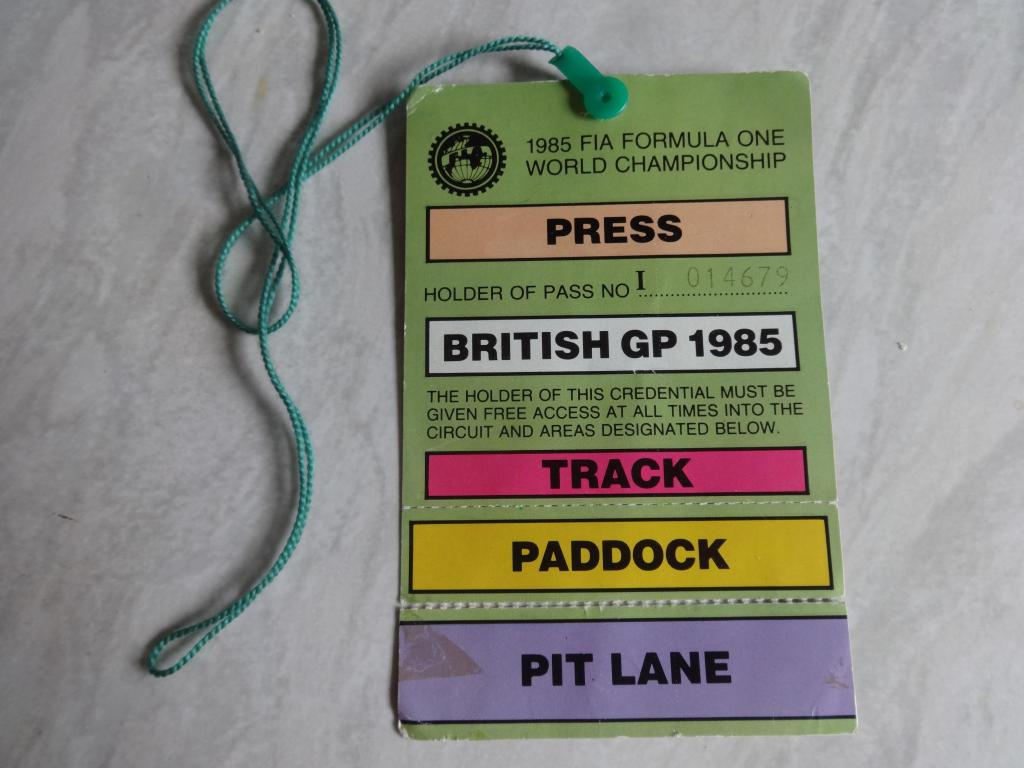 1985 FIA FORMULA ONE
WORLD CHAMPIONSHIP
PRESS
HOLDER OF PASS NO I 014679
BRITISH GP 1985
THE HOLDER OF THIS CREDENTIAL MUST BE
GIVEN FREE ACCESS AT ALL TIMES INTO THE
CIRCUIT AND AREAS DESIGNATED BELOW.
TRACK
PADDOCK
PIT LANE